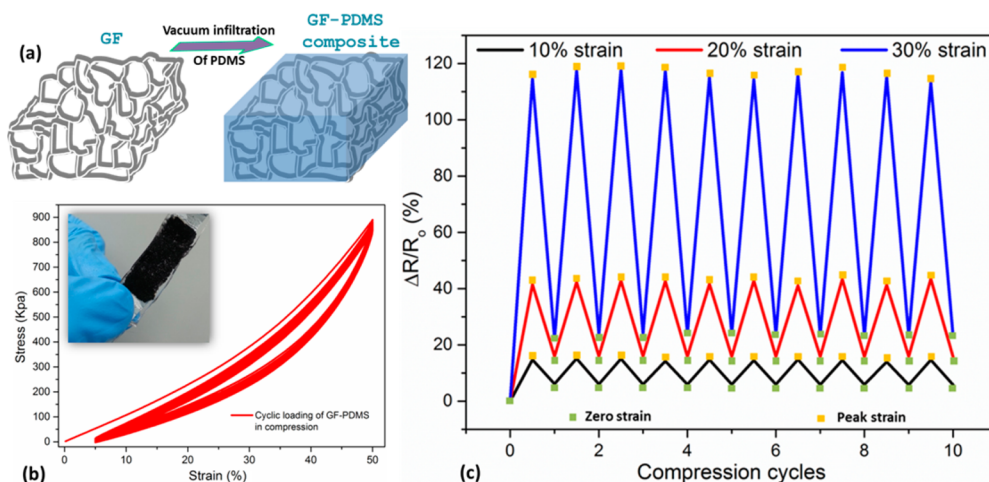 (a)
GF
Vacuum infiltration
Of PDMS
GF-PDMS
composite
900
800
700
600
500
400
300
200
100
0
Stress (Kpa)
Cyclic loading of GF-PDMS
in compression
0 10 20 30 40 50
Strain (%)
(b)
10% strain 20% strain 30% strain
120
100
80
60
40
20
0
ΔR/Ro (%)
Zero strain Peak strain
0 2 4 6 8 10
Compression cycles
(c)